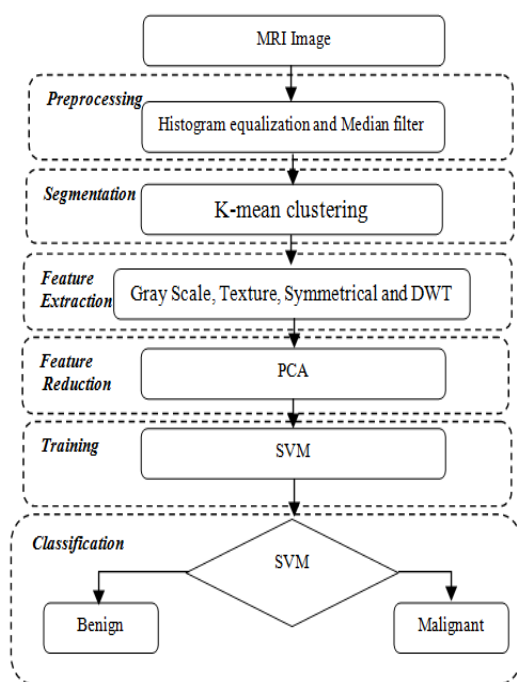 MRI Image
Preprocessing
Histogram equalization and Median filter
Segmentation
K-mean clustering
Feature
Extraction
Gray Scale, Texture, Symmetrical and DWT
Feature
Reduction
PCA
Training
SVM
Classification
SVM
Benign
Malignant